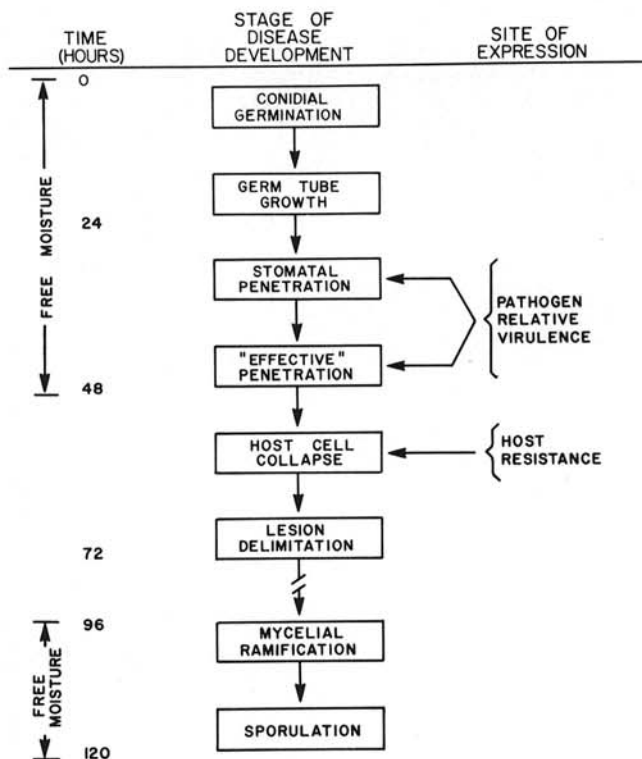 TIME
(HOURS)
STAGE OF
DISEASE
DEVELOPMENT
SITE OF
EXPRESSION
0
24
48
72
96
120
FREE MOISTURE
FREE
MOISTURE
CONIDIAL
GERMINATION
GERM TUBE
GROWTH
STOMATAL
PENETRATION
"EFFECTIVE"
PENETRATION
HOST CELL
COLLAPSE
LESION
DELIMITATION
MYCELIAL
RAMIFICATION
SPORULATION
PATHOGEN
RELATIVE
VIRULENCE
HOST
RESISTANCE